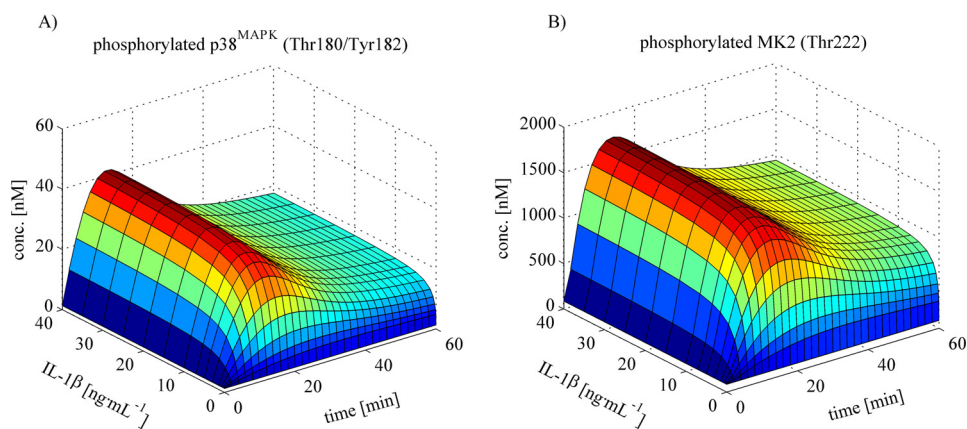 A)
phosphorylated p38^MAPK (Thr180/Tyr182)
60
40
20
0
conc. [nM]
40
30
20
10
0
IL-1β [ng·mL^-1]
0
20
40
60
time [min]
B)
phosphorylated MK2 (Thr222)
2000
1500
1000
500
0
conc. [nM]
40
30
20
10
0
IL-1β [ng·mL^-1]
0
20
40
60
time [min]